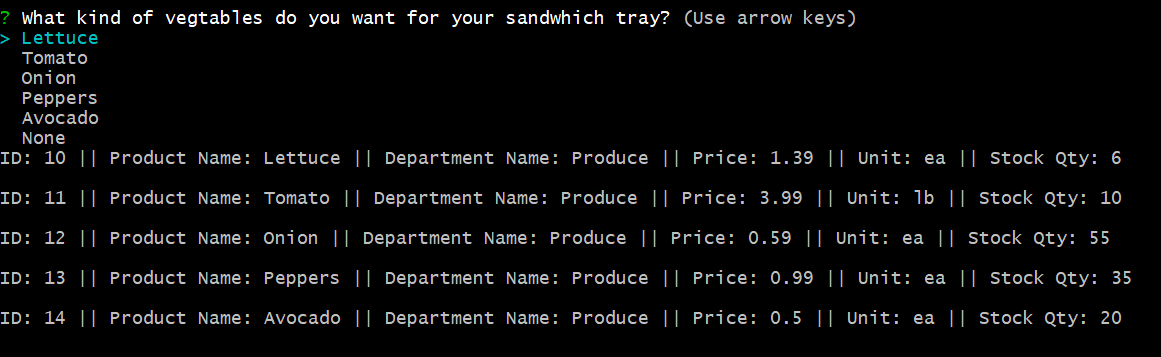 ? What kind of vegtables do you want for your sandwhich tray? (Use arrow keys)
> Lettuce
Tomato
Onion
Peppers
Avocado
None
ID: 10 || Product Name: Lettuce || Department Name: Produce || Price: 1.39 || Unit: ea || Stock Qty: 6
ID: 11 || Product Name: Tomato || Department Name: Produce || Price: 3.99 || Unit: lb || Stock Qty: 10
ID: 12 || Product Name: Onion || Department Name: Produce || Price: 0.59 || Unit: ea || Stock Qty: 55
ID: 13 || Product Name: Peppers || Department Name: Produce || Price: 0.99 || Unit: ea || Stock Qty: 35
ID: 14 || Product Name: Avocado || Department Name: Produce || Price: 0.5 || Unit: ea || Stock Qty: 20